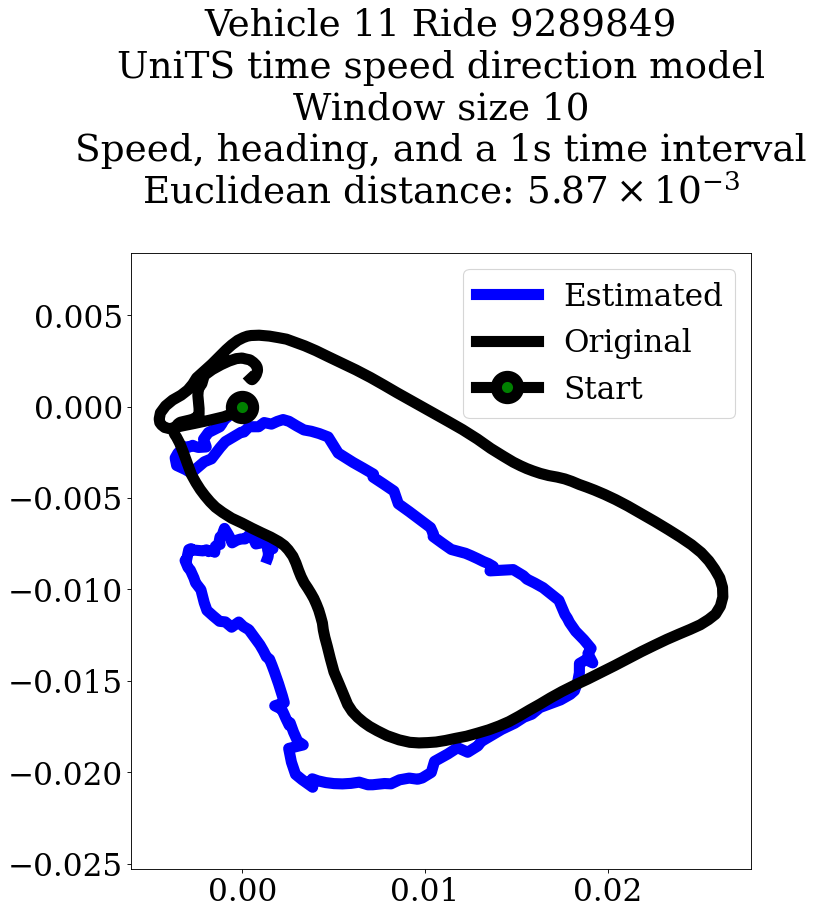 Vehicle 11 Ride 9289849
UniTS time speed direction model
Window size 10
Speed, heading, and a 1s time interval
Euclidean distance: 5.87 × 10⁻³
Estimated
Original
Start
0.005
0.000
−0.005
−0.010
−0.015
−0.020
−0.025
0.00 0.01 0.02